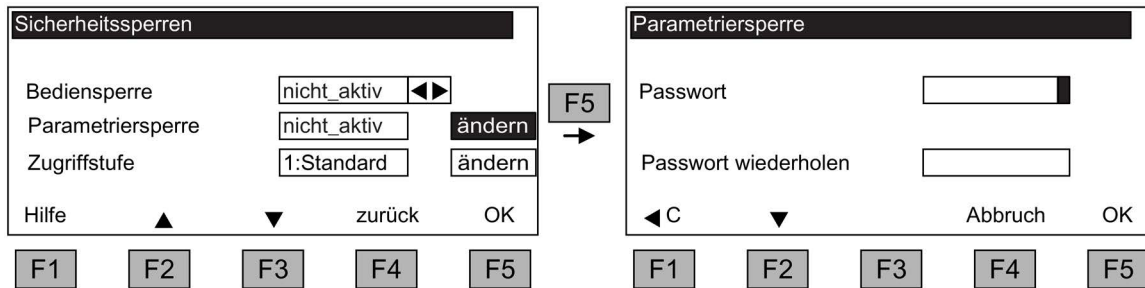 Sicherheitssperren
Bediensperre nicht_aktiv ◀▶
Parametriersperre nicht_aktiv ändern
Zugriffstufe 1:Standard ändern
Hilfe ▲ ▼ zurück OK
F1 F2 F3 F4 F5
F5
Parametriersperre
Passwort
Passwort wiederholen
◀ C ▼ Abbruch OK
F1 F2 F3 F4 F5